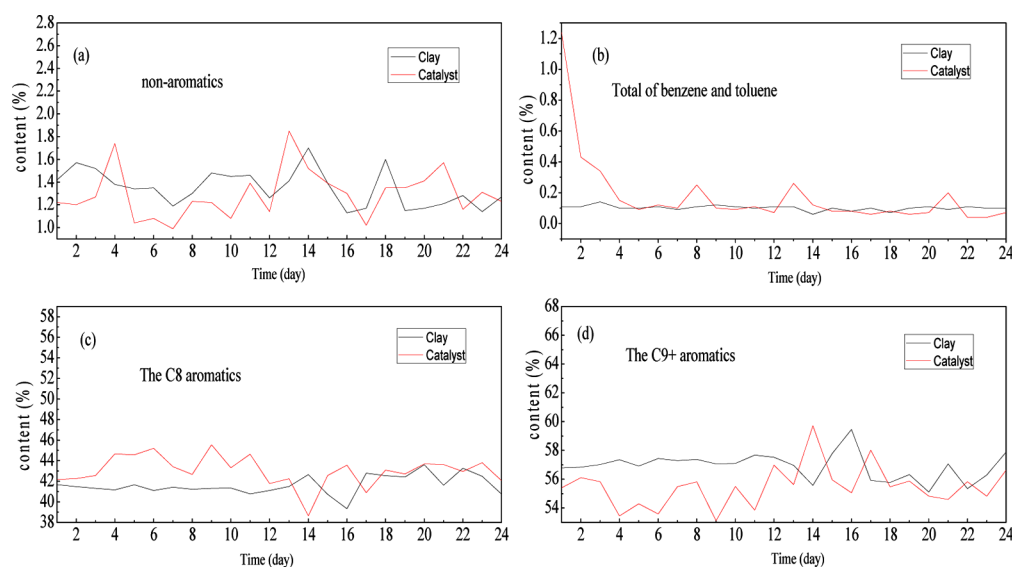 (a)
non-aromatics
Clay
Catalyst
content (%)
2.8
2.6
2.4
2.2
2.0
1.8
1.6
1.4
1.2
1.0
2 4 6 8 10 12 14 16 18 20 22 24
Time (day)
(b)
Total of benzene and toluene
Clay
Catalyst
content (%)
1.2
1.0
0.8
0.6
0.4
0.2
0.0
2 4 6 8 10 12 14 16 18 20 22 24
Time (day)
(c)
The C8 aromatics
Clay
Catalyst
content (%)
58
56
54
52
50
48
46
44
42
40
38
2 4 6 8 10 12 14 16 18 20 22 24
Time (day)
(d)
The C9+ aromatics
Clay
Catalyst
content (%)
68
66
64
62
60
58
56
54
2 4 6 8 10 12 14 16 18 20 22 24
Time (day)